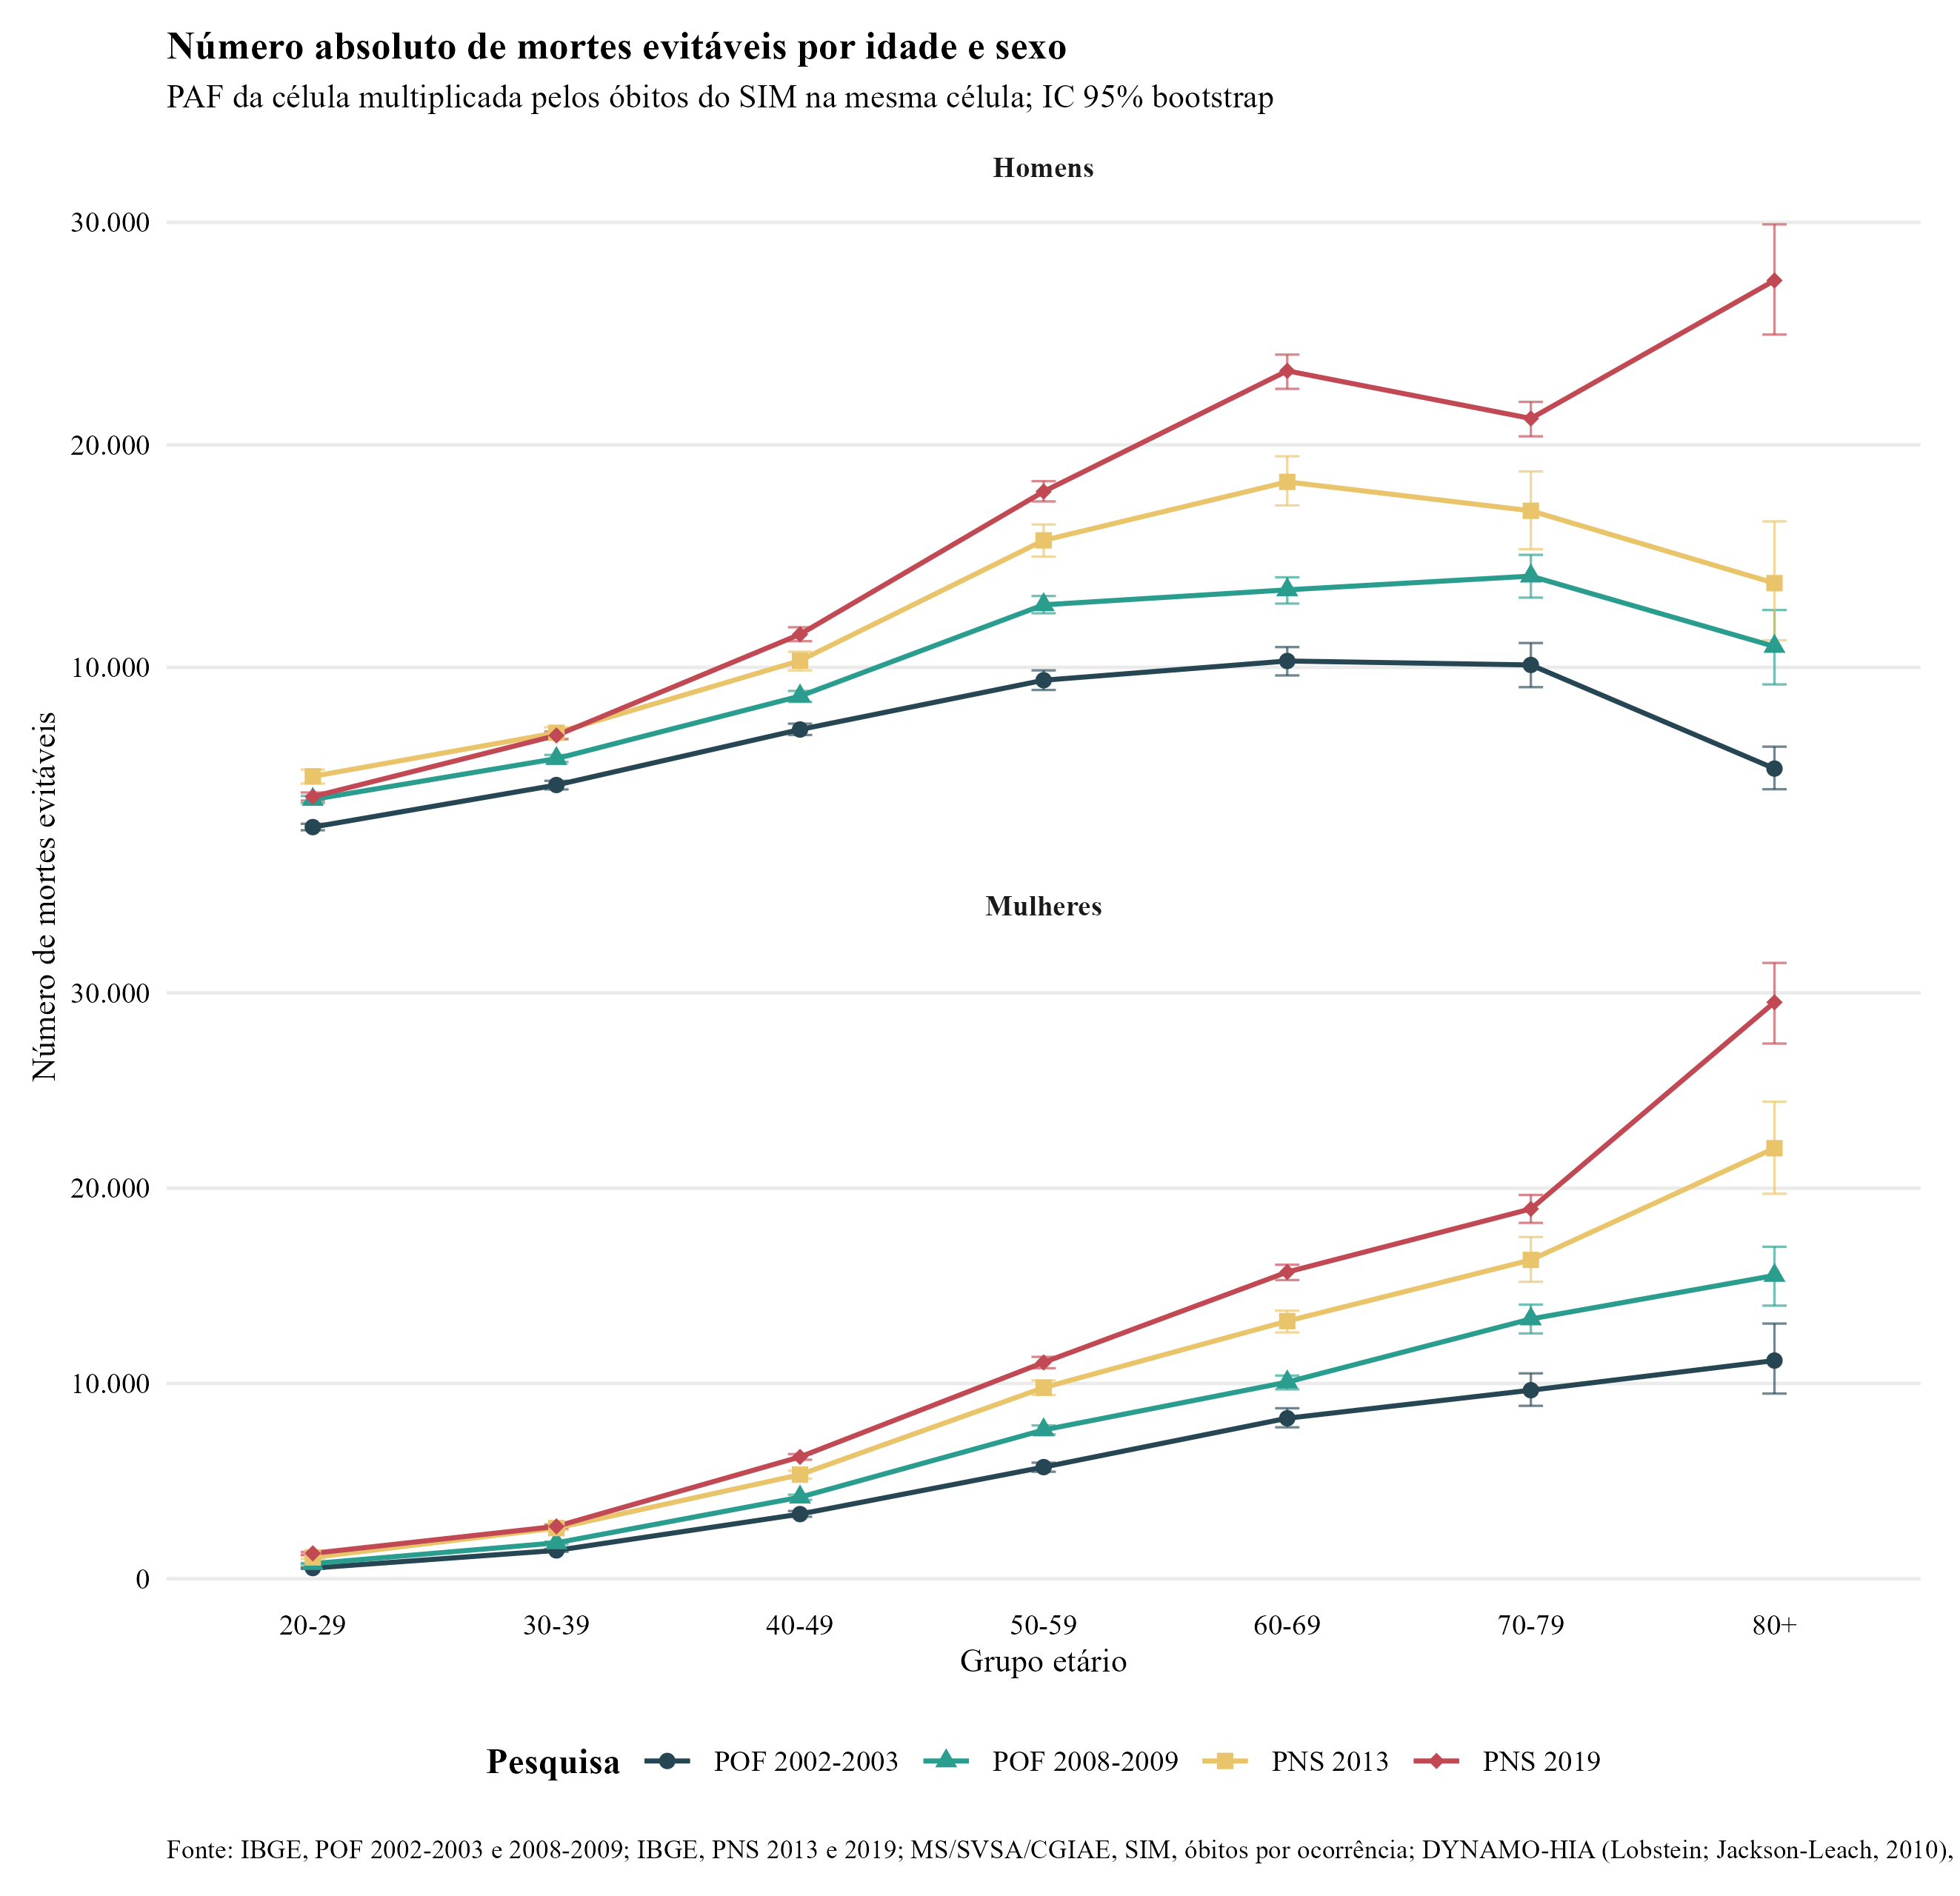 Número absoluto de mortes evitáveis por idade e sexo
PAF da célula multiplicada pelos óbitos do SIM na mesma célula; IC 95% bootstrap
Homens
30.000
20.000
10.000
Número de mortes evitáveis
Mulheres
30.000
20.000
10.000
0
20-29 30-39 40-49 50-59 60-69 70-79 80+
Grupo etário
Pesquisa POF 2002-2003 POF 2008-2009 PNS 2013 PNS 2019
Fonte: IBGE, POF 2002-2003 e 2008-2009; IBGE, PNS 2013 e 2019; MS/SVSA/CGIAE, SIM, óbitos por ocorrência; DYNAMO-HIA (Lobstein; Jackson-Leach, 2010),